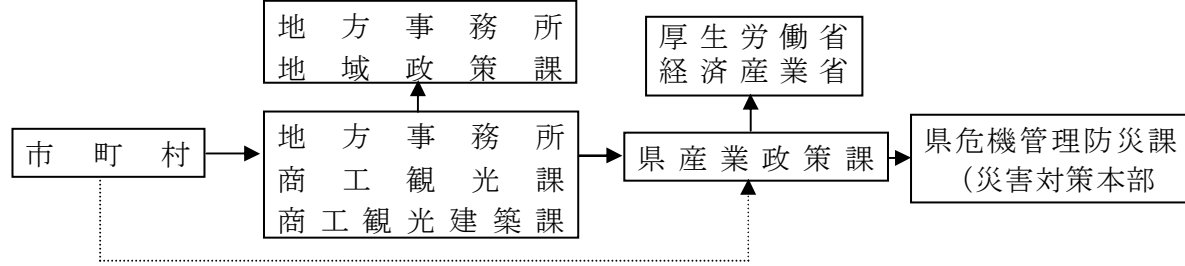 地方事務所
地域政策課
厚生労働省
経済産業省
市町村
地方事務所
商工観光課
商工観光建築課
県産業政策課
県危機管理防災課
（災害対策本部